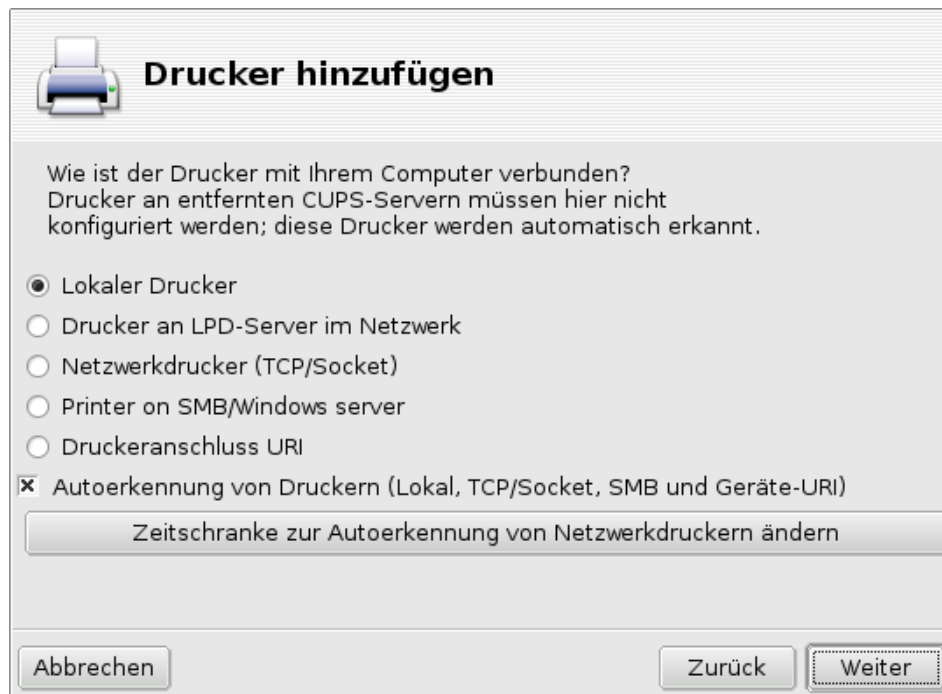 Drucker hinzufügen
Wie ist der Drucker mit Ihrem Computer verbunden?
Drucker an entfernten CUPS-Servern müssen hier nicht
konfiguriert werden; diese Drucker werden automatisch erkannt.
Lokaler Drucker
Drucker an LPD-Server im Netzwerk
Netzwerkdrucker (TCP/Socket)
Printer on SMB/Windows server
Druckeranschluss URI
Autoerkennung von Druckern (Lokal, TCP/Socket, SMB und Geräte-URI)
Zeitschranke zur Autoerkennung von Netzwerkdruckern ändern
Abbrechen
Zurück
Weiter